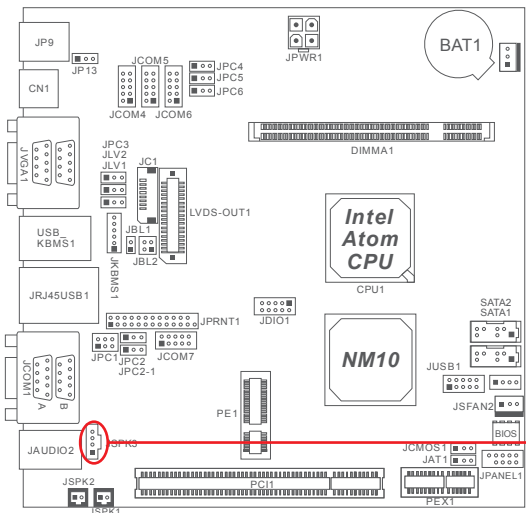 JP9
JP13
CN1
JCOM5
JCOM4
JCOM6
JPC4
JPC5
JPC6
JPWR1
BAT1
DIMMA1
JVGA1
JPC3
JLV2
JLV1
JC1
LVDS-OUT1
JBL1
JBL2
JKBMS1
USB_
KBMS1
Intel
Atom
CPU
CPU1
JRJ45USB1
JPRNT1
JDIO1
SATA2
SATA1
JPC1
JPC2
JPC2-1
JCOM7
NM10
JUSB1
JCOM1
A
B
PE1
JSFAN2
BIOS
JAUDIO2
JSPK3
JCMOS1
JAT1
JPANEL1
JSPK2
JSPK1
PCI1
PEX1